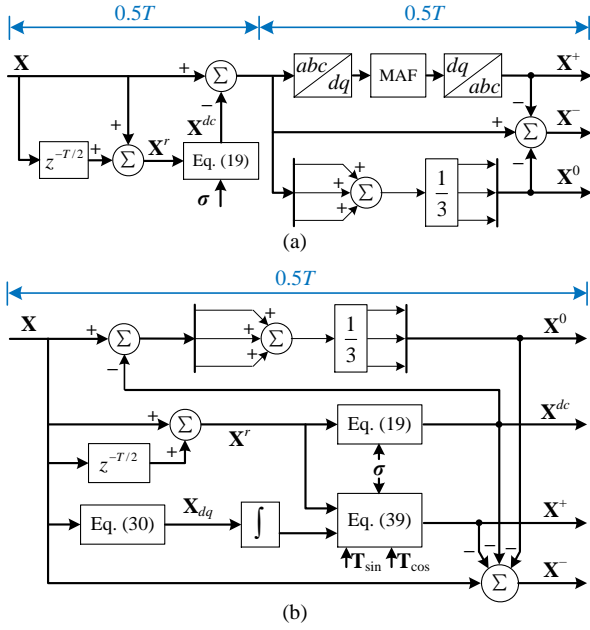 0.5T 0.5T
X + Σ abc dq MAF dq abc X⁺
− −
X^dc + Σ X⁻
+ −
z^{−T/2} + Σ X^r Eq. (19) + + + Σ 1/3 X⁰
σ
(a)
0.5T
X + Σ + + + Σ 1/3 X⁰
−
+ Σ X^r Eq. (19) X^dc
+
z^{−T/2} σ
Eq. (30) X_dq ∫ Eq. (39) X⁺
T_sin T_cos − − −
Σ X⁻
(b)